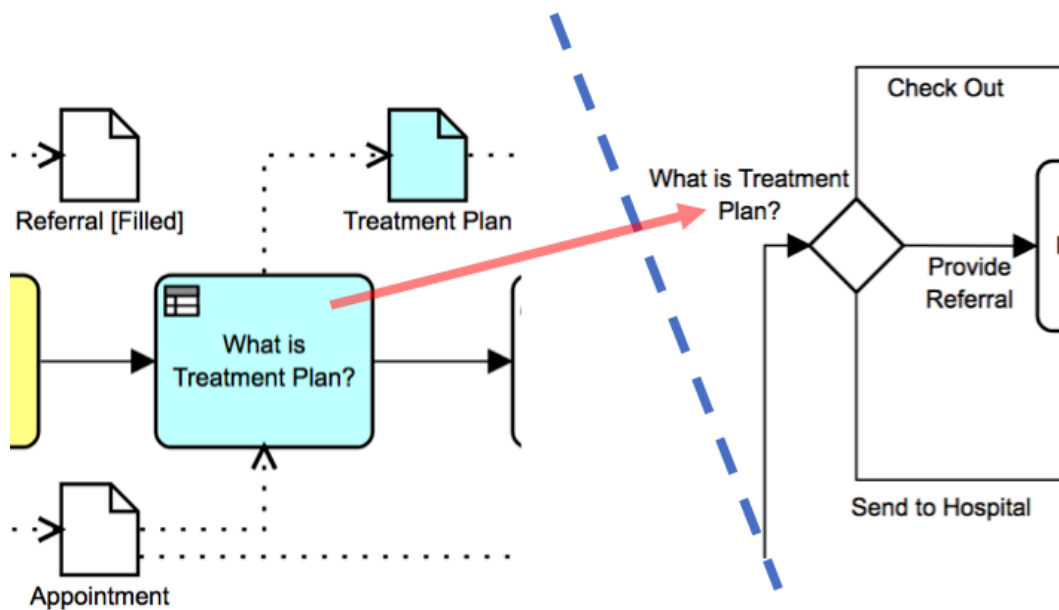 Check Out
What is Treatment
Plan?
Referral [Filled]
Treatment Plan
Provide
Referral
What is
Treatment Plan?
Send to Hospital
Appointment